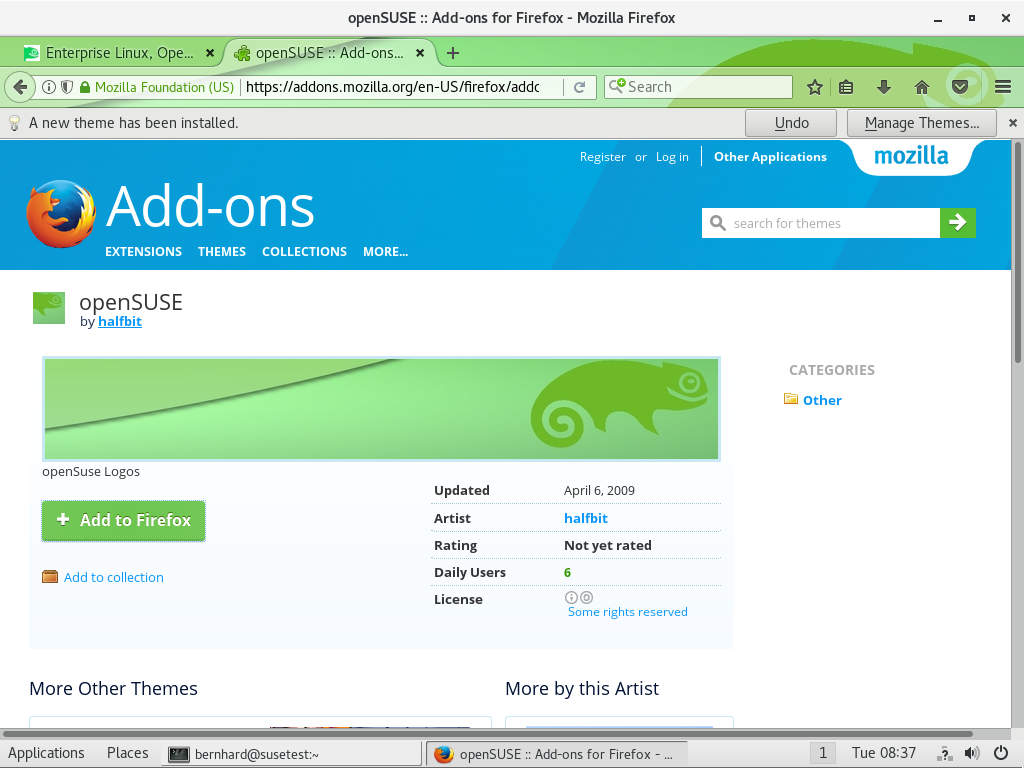 openSUSE :: Add-ons for Firefox - Mozilla Firefox
Enterprise Linux, Ope...
openSUSE :: Add-ons...
Mozilla Foundation (US)
https://addons.mozilla.org/en-US/firefox/addo
Search
A new theme has been installed.
Undo
Manage Themes...
Register or Log in
Other Applications
mozilla
Add-ons
search for themes
EXTENSIONS THEMES COLLECTIONS MORE...
openSUSE
by halfbit
CATEGORIES
Other
openSuse Logos
Add to Firefox
Add to collection
Updated April 6, 2009
Artist halfbit
Rating Not yet rated
Daily Users 6
License
Some rights reserved
More Other Themes
More by this Artist
Applications Places bernhard@susetest:~ openSUSE :: Add-ons for Firefox - ... 1 Tue 08:37